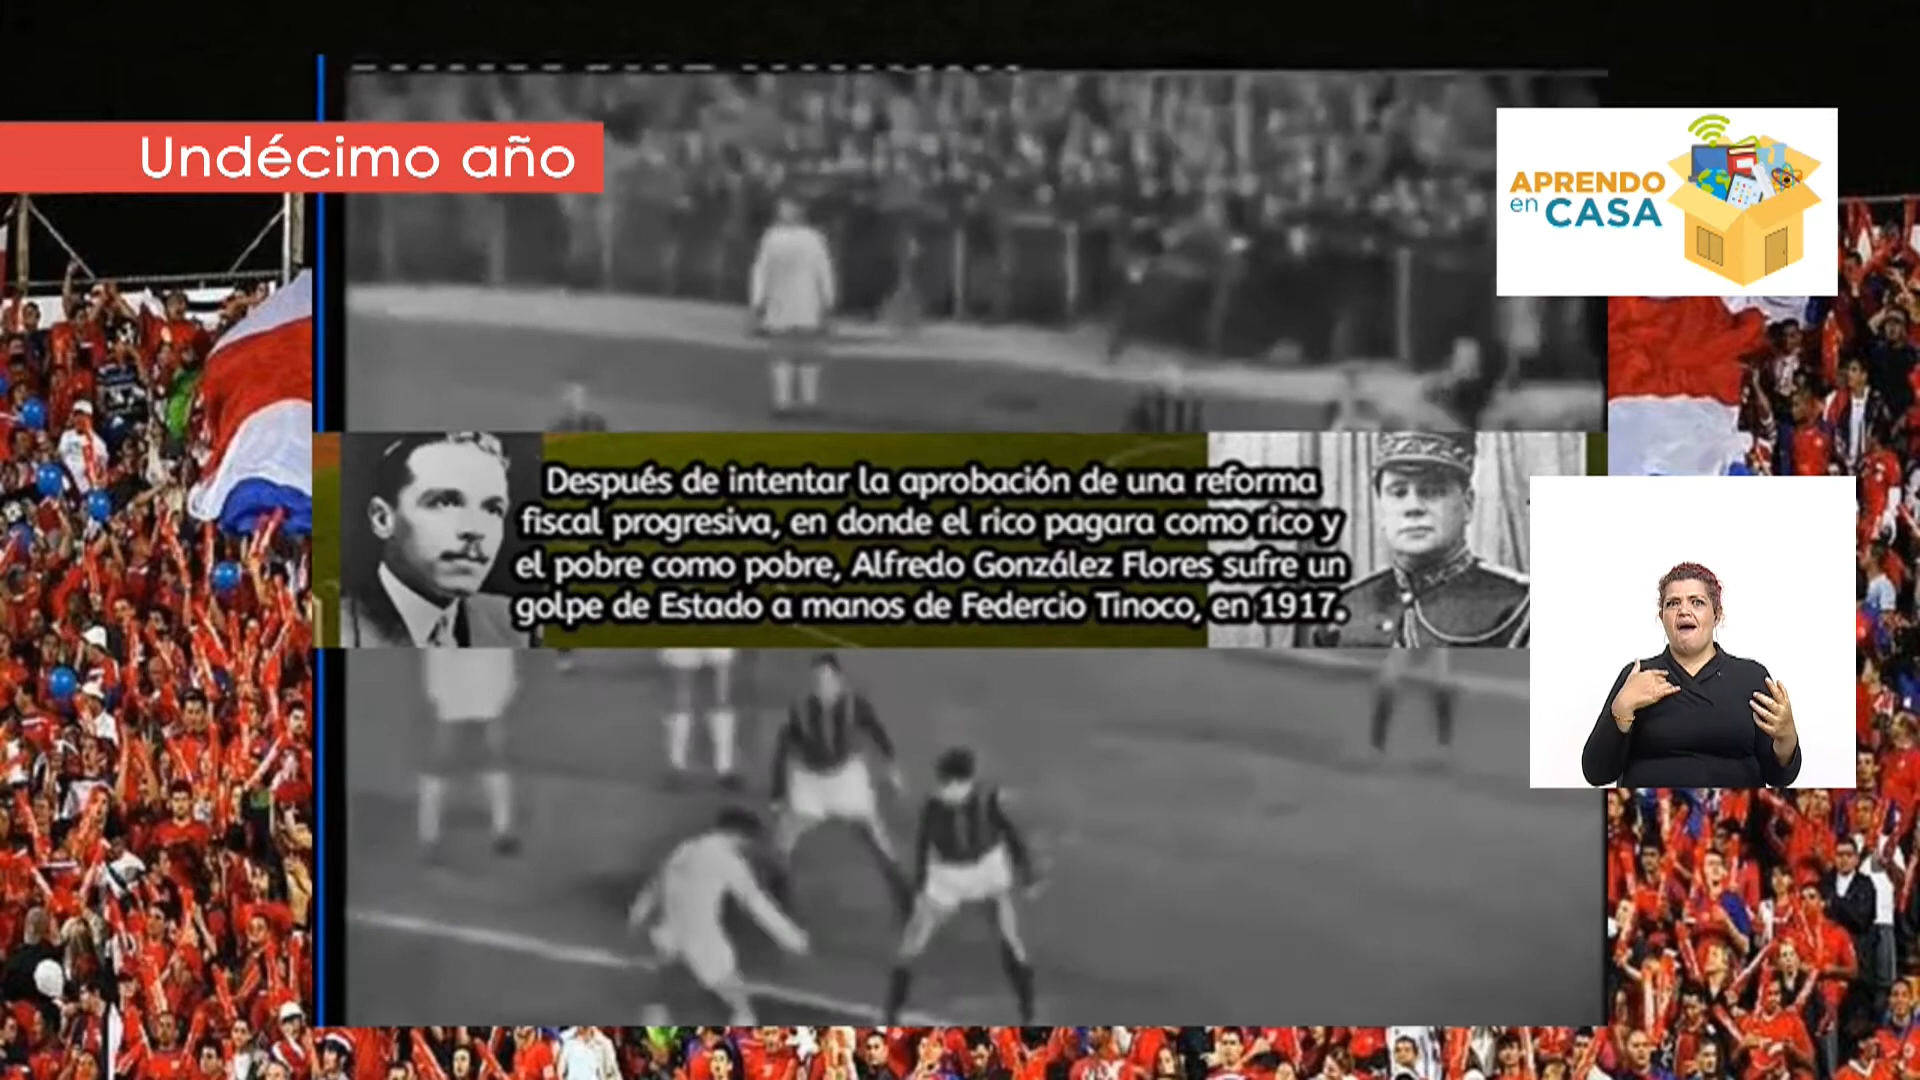 Undécimo año
APRENDO
en CASA
Después de intentar la aprobación de una reforma
fiscal progresiva, en donde el rico pagara como rico y
el pobre como pobre, Alfredo González Flores sufre un
golpe de Estado a manos de Federcio Tinoco, en 1917.